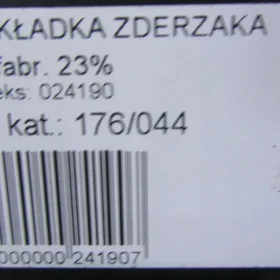 KŁADKA ZDERZAKA
fabr. 23%
eks: 024190
kat.: 176/044
000000 241907